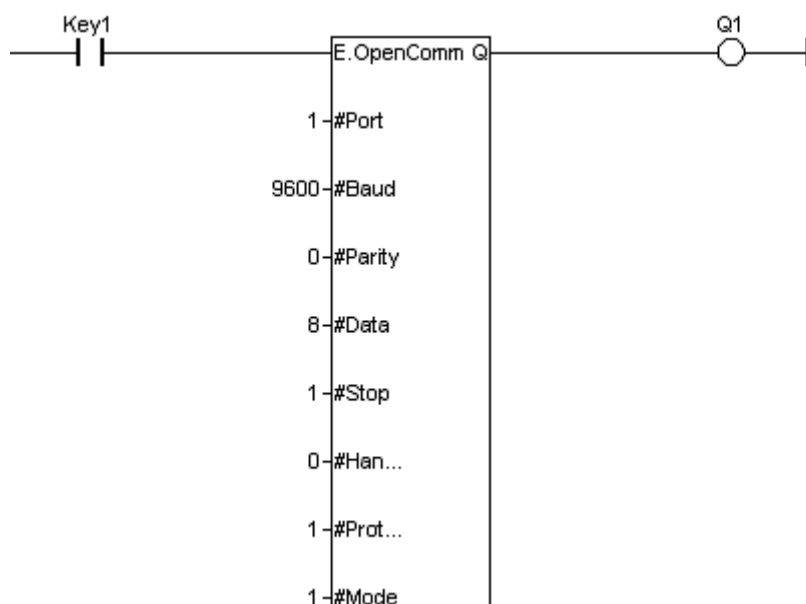 Key1 Q1
E.OpenComm Q
1 #Port
9600 #Baud
0 #Parity
8 #Data
1 #Stop
0 #Han...
1 #Prot...
1 #Mode